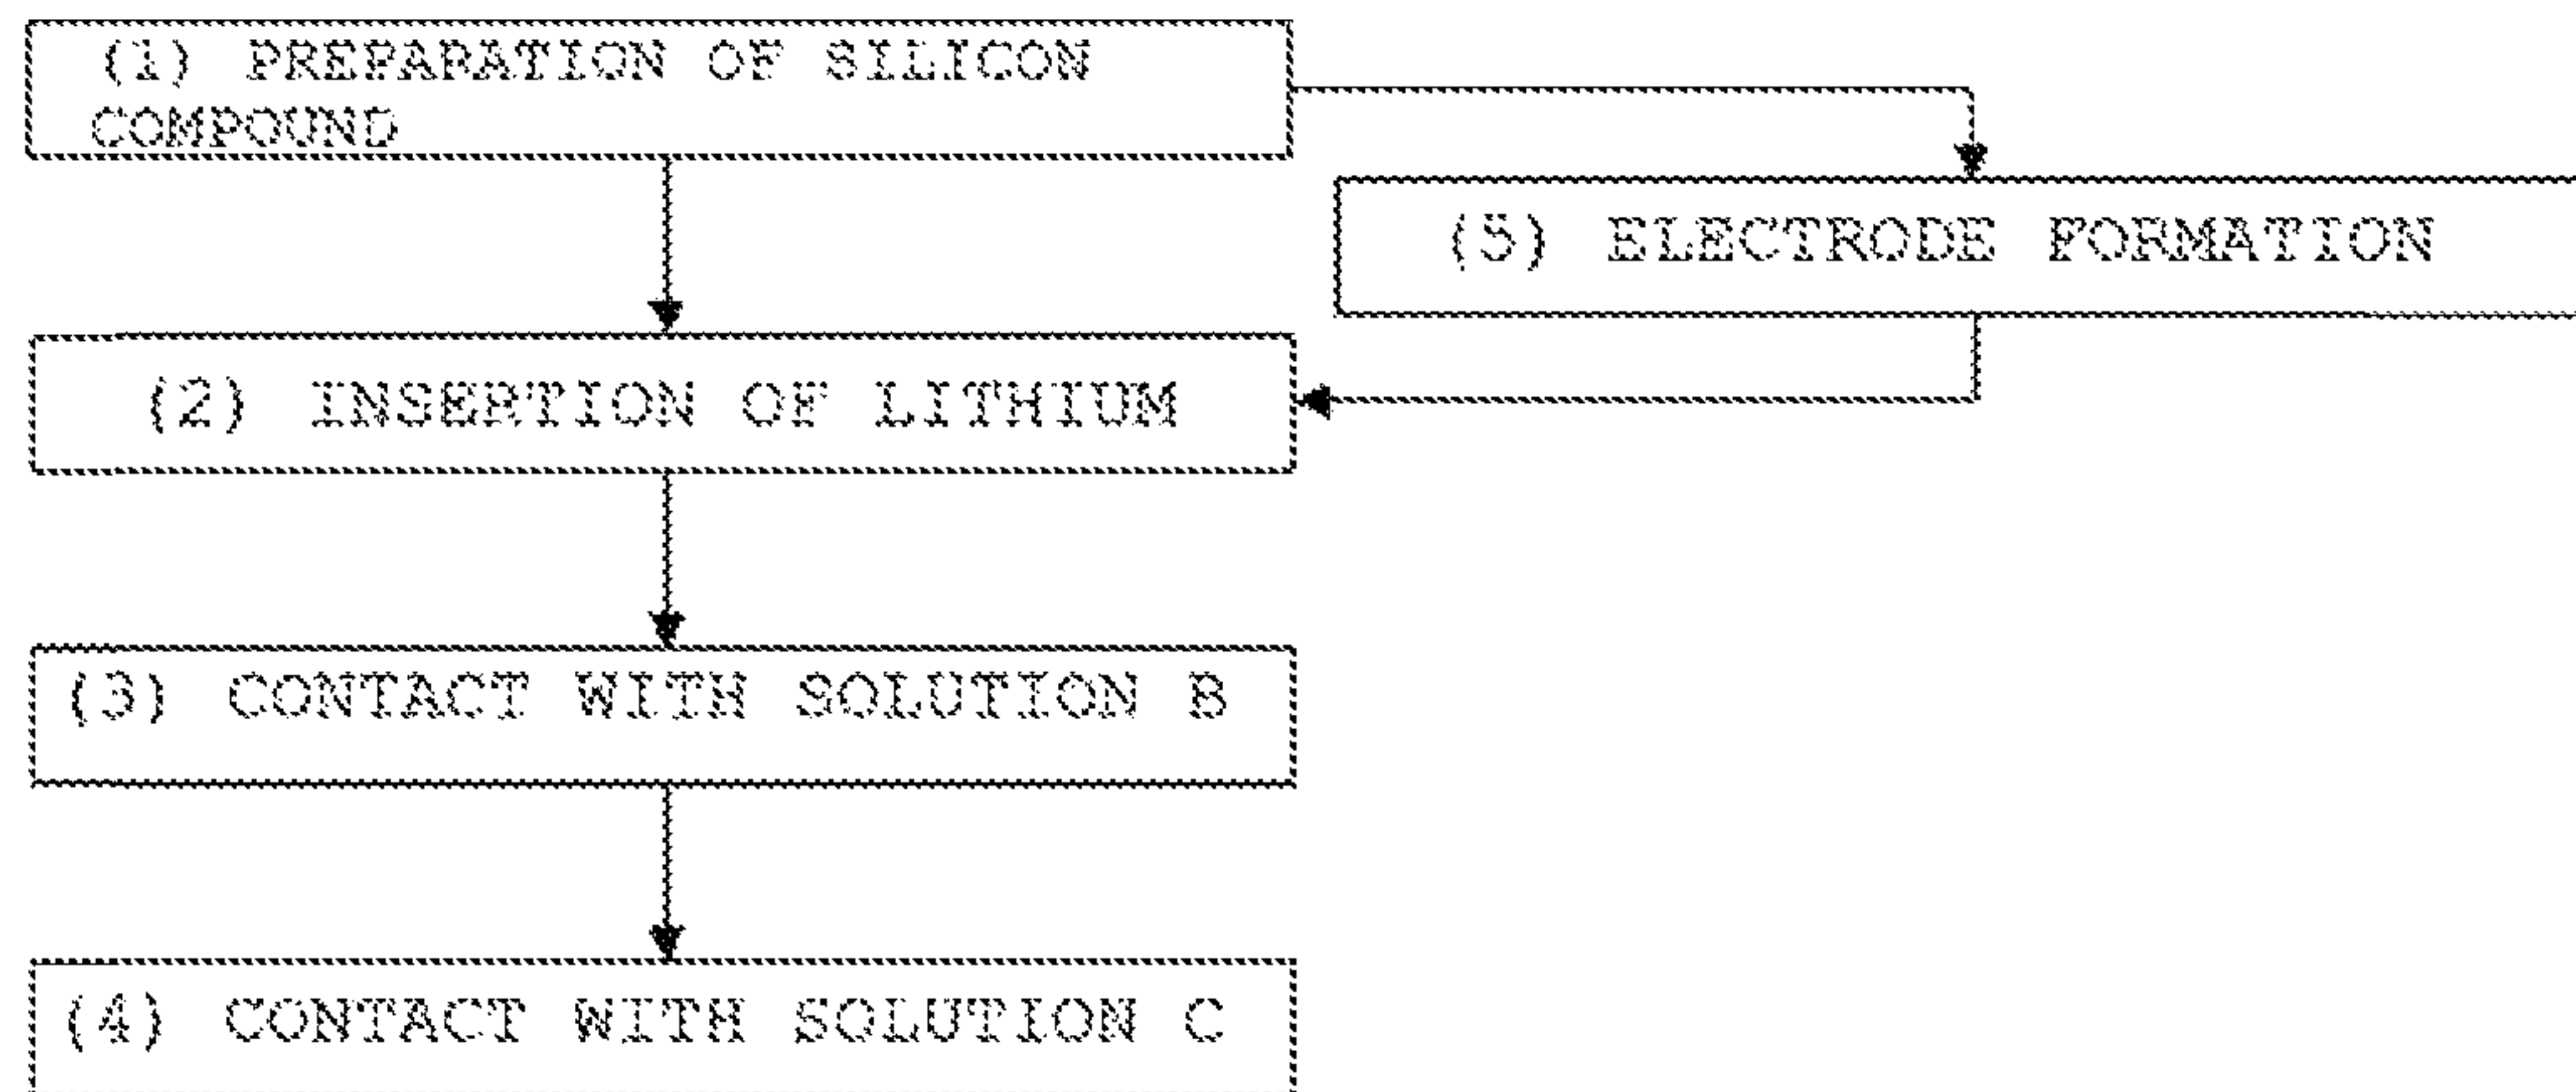 (1) PREPARATION OF SILICON
COMPOUND
(5) ELECTRODE FORMATION
(2) INSERTION OF LITHIUM
(3) CONTACT WITH SOLUTION B
(4) CONTACT WITH SOLUTION C